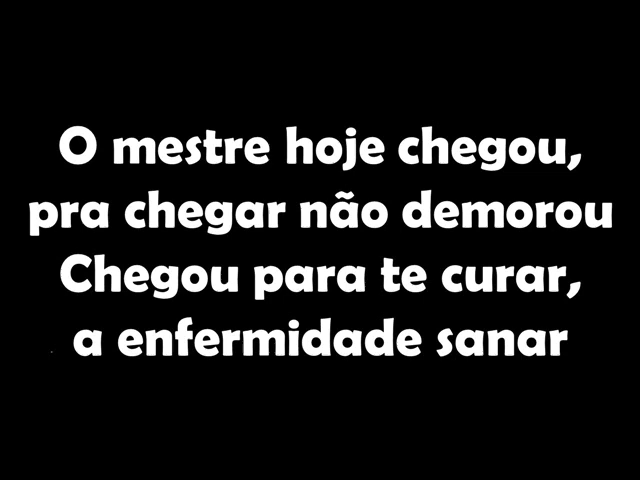 O mestre hoje chegou,
pra chegar não demorou
Chegou para te curar,
a enfermidade sanar